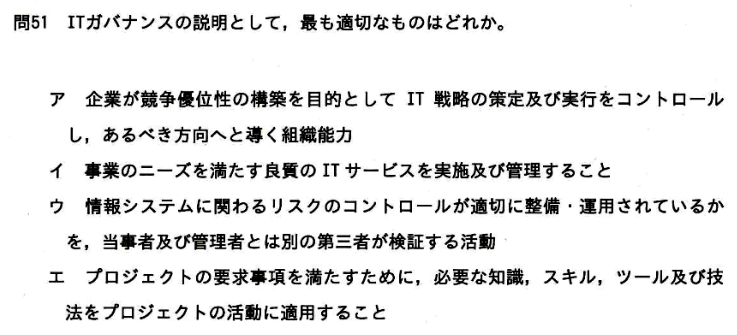 問51　ITガバナンスの説明として，最も適切なものはどれか。
ア　企業が競争優位性の構築を目的として IT 戦略の策定及び実行をコントロール
し，あるべき方向へと導く組織能力
イ　事業のニーズを満たす良質の IT サービスを実施及び管理すること
ウ　情報システムに関わるリスクのコントロールが適切に整備・運用されているか
を，当事者及び管理者とは別の第三者が検証する活動
エ　プロジェクトの要求事項を満たすために，必要な知識，スキル，ツール及び技
法をプロジェクトの活動に適用すること